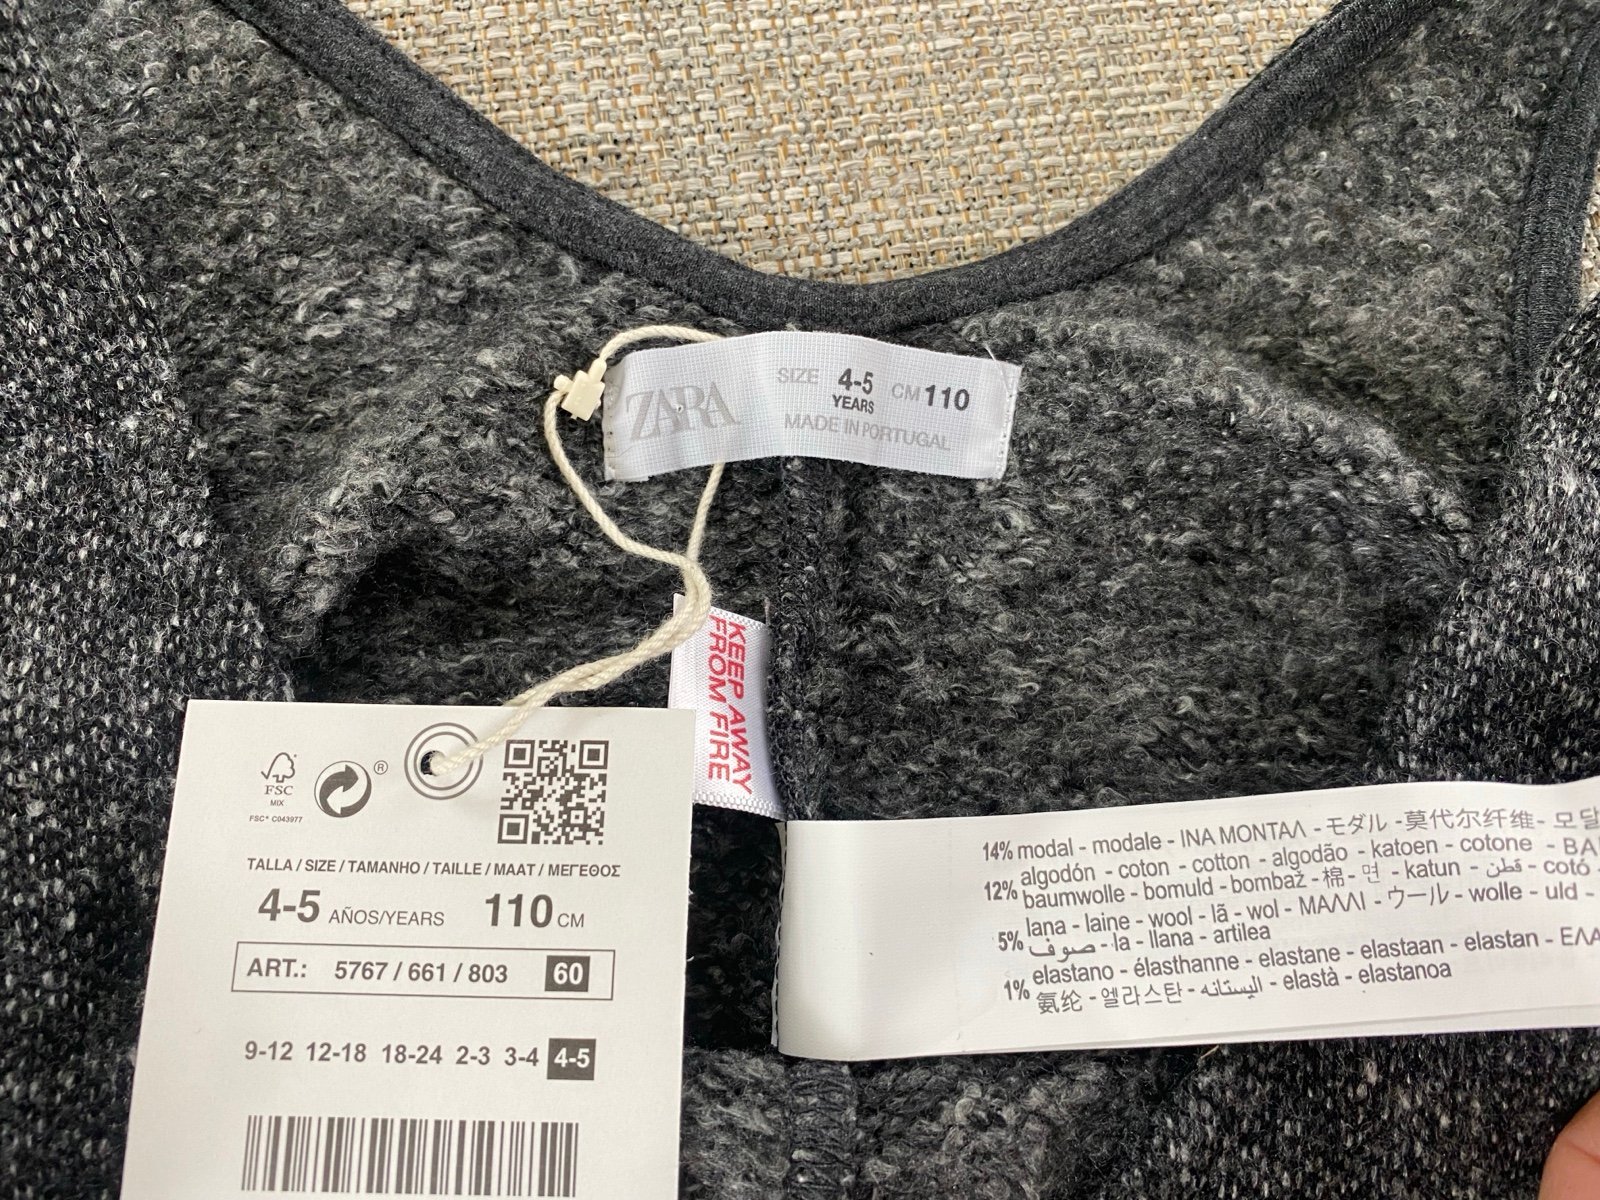 ZARA
SIZE 4-5 YEARS CM 110
MADE IN PORTUGAL
KEEP AWAY
FROM FIRE
FSC
MIX
FSC® C043977
®
TALLA / SIZE / TAMANHO / TAILLE / MAAT / ΜΕΓΕΘΟΣ
4-5 AÑOS/YEARS 110 CM
ART.: 5767 / 661 / 803 60
9-12 12-18 18-24 2-3 3-4 4-5
14% modal - modale - ΙΝΑ ΜΟΝΤΑΛ - モダル - 莫代尔纤维 - 모달
12% algodón - coton - cotton - algodão - katoen - cotone -
baumwolle - bomuld - bombaž - 棉 - 면 - katun - قطن - cotó -
5% lana - laine - wool - lã - wol - ΜΑΛΛΙ - ウール - wolle - uld -
صوف - la - llana - artilea
1% elastano - élasthanne - elastane - elastaan - elastan -
氨纶 - 엘라스탄 - اليستانه - elastà - elastanoa